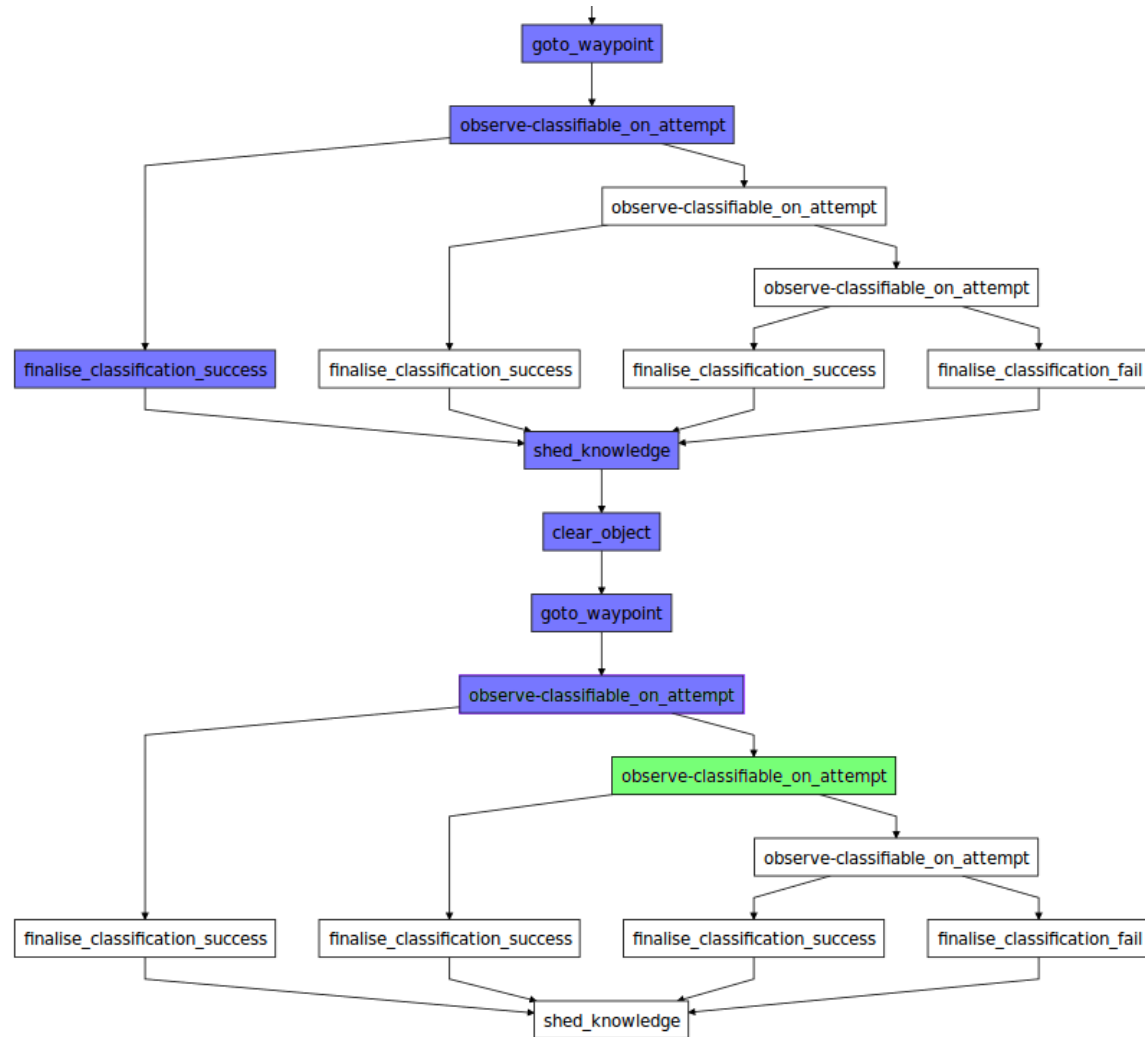 goto_waypoint
observe-classifiable_on_attempt
observe-classifiable_on_attempt
observe-classifiable_on_attempt
finalise_classification_success
finalise_classification_success
finalise_classification_success
finalise_classification_fail
shed_knowledge
clear_object
goto_waypoint
observe-classifiable_on_attempt
observe-classifiable_on_attempt
observe-classifiable_on_attempt
finalise_classification_success
finalise_classification_success
finalise_classification_success
finalise_classification_fail
shed_knowledge